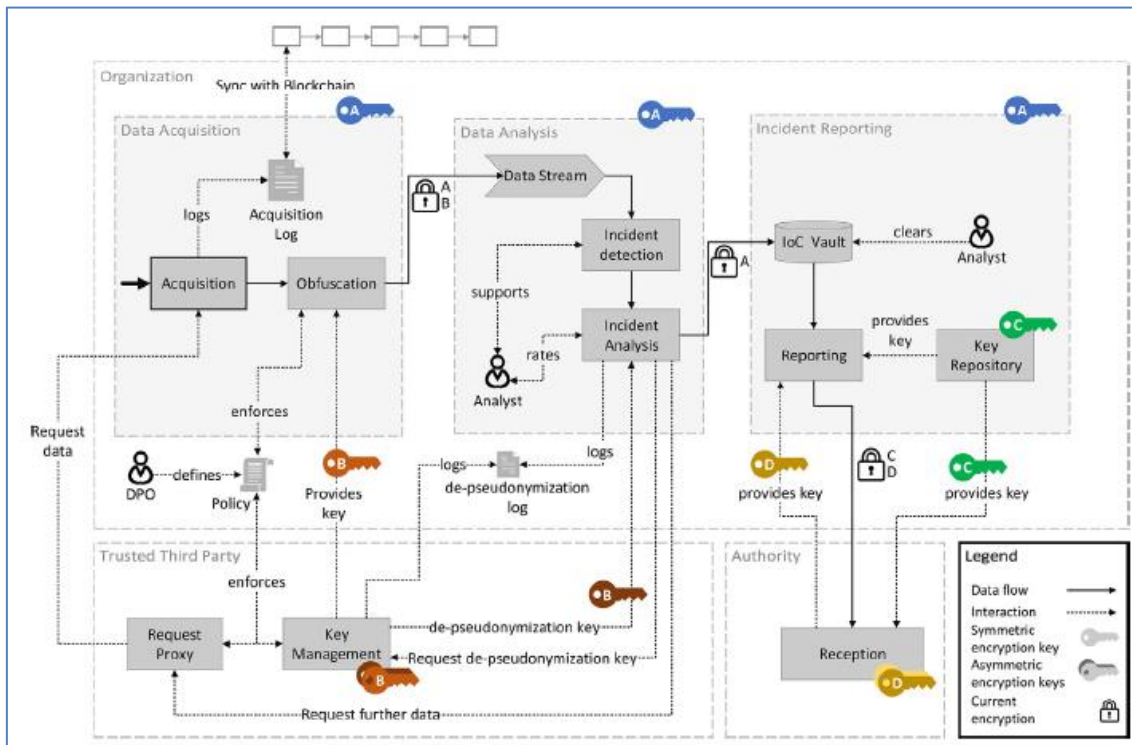 Organization
Sync with Blockchain
Data Acquisition
A
Data Analysis
A
Incident Reporting
A
logs
Acquisition
Log
A
B
Data Stream
Incident
detection
A
IoC Vault
clears
Analyst
Acquisition
Obfuscation
supports
Incident
Analysis
rates
Analyst
Reporting
provides
key
C
Key
Repository
enforces
Request
data
DPO
defines
Policy
B
Provides
key
logs
logs
de-pseudonymization
log
D
provides key
C
D
C
provides key
Trusted Third Party
enforces
B
Request
Proxy
Key
Management
B
de-pseudonymization key
Request de-pseudonymization key
Request further data
Authority
Reception
D
Legend
Data flow
Interaction
Symmetric
encryption key
Asymmetric
encryption keys
Current
encryption